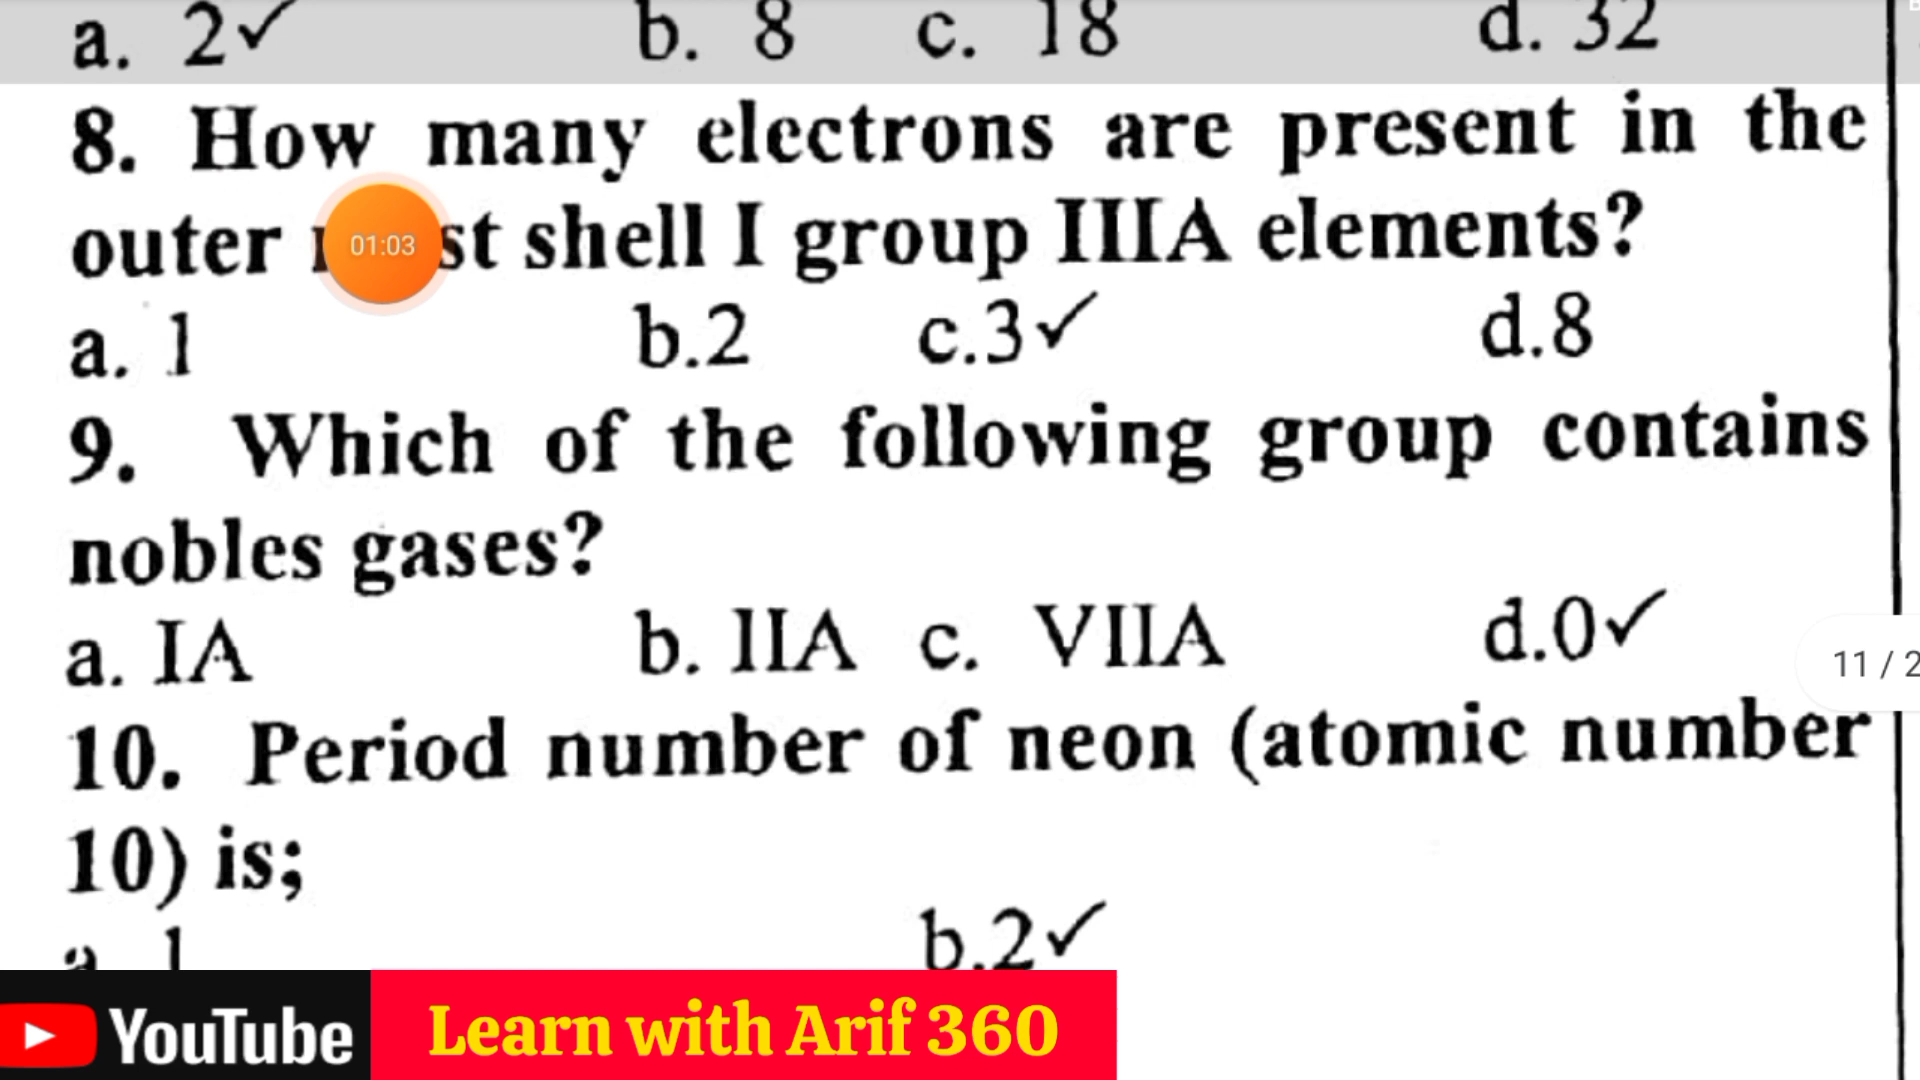 a. 2✓ b. 8 c. 18 d. 32
8. How many electrons are present in the
outer st shell I group IIIA elements?
01:03
a. 1 b.2 c.3✓ d.8
9. Which of the following group contains
nobles gases?
a. IA b. IIA c. VIIA d.0✓
11 / 2
10. Period number of neon (atomic number
10) is;
a 1 b.2✓
YouTube Learn with Arif 360